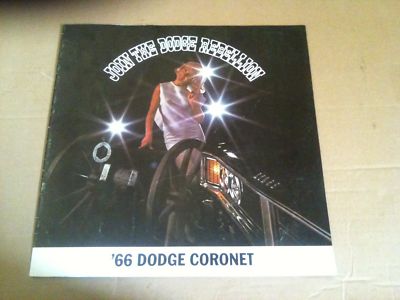 JOIN THE DODGE REBELLION
'66 DODGE CORONET